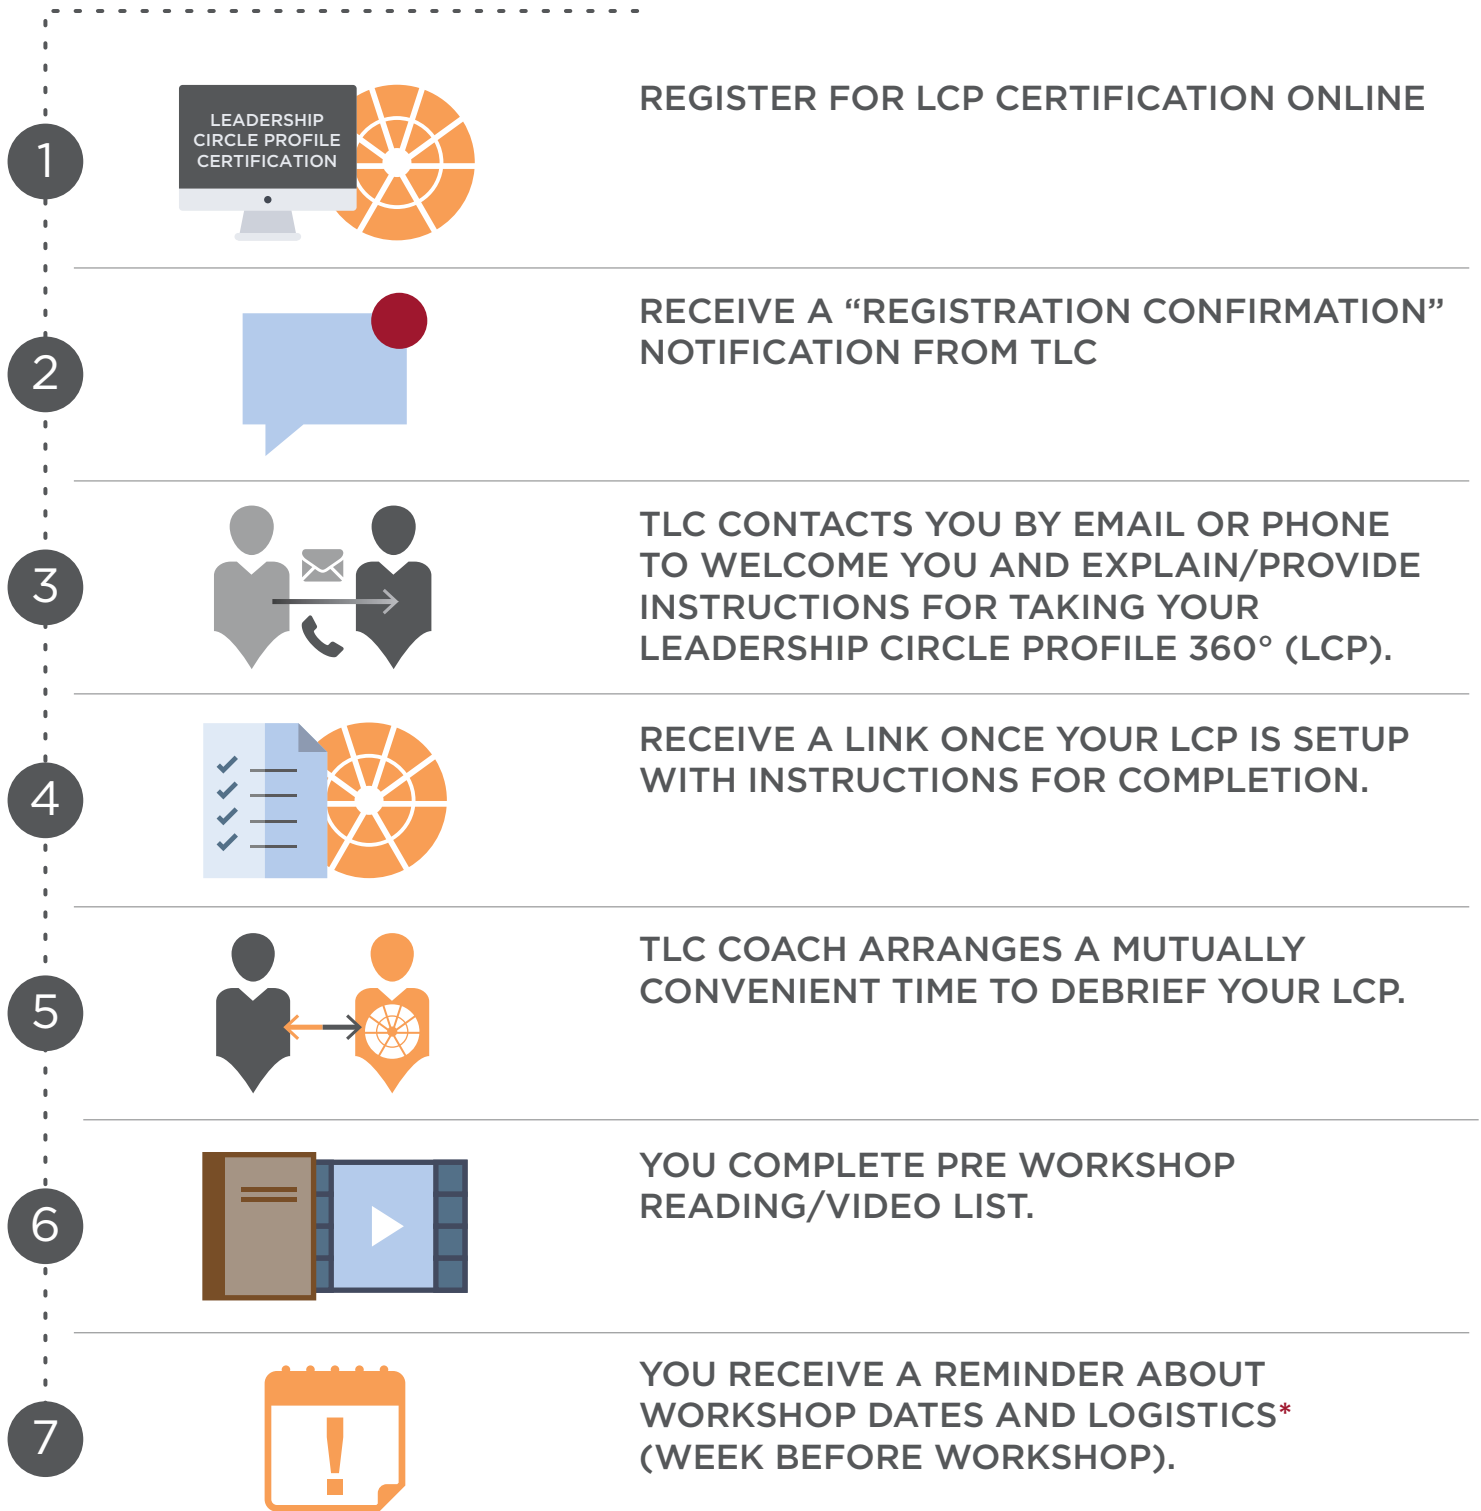 1
LEADERSHIP
CIRCLE PROFILE
CERTIFICATION
REGISTER FOR LCP CERTIFICATION ONLINE
2
RECEIVE A “REGISTRATION CONFIRMATION”
NOTIFICATION FROM TLC
3
TLC CONTACTS YOU BY EMAIL OR PHONE
TO WELCOME YOU AND EXPLAIN/PROVIDE
INSTRUCTIONS FOR TAKING YOUR
LEADERSHIP CIRCLE PROFILE 360° (LCP).
4
RECEIVE A LINK ONCE YOUR LCP IS SETUP
WITH INSTRUCTIONS FOR COMPLETION.
5
TLC COACH ARRANGES A MUTUALLY
CONVENIENT TIME TO DEBRIEF YOUR LCP.
6
YOU COMPLETE PRE WORKSHOP
READING/VIDEO LIST.
7
!
YOU RECEIVE A REMINDER ABOUT
WORKSHOP DATES AND LOGISTICS*
(WEEK BEFORE WORKSHOP).